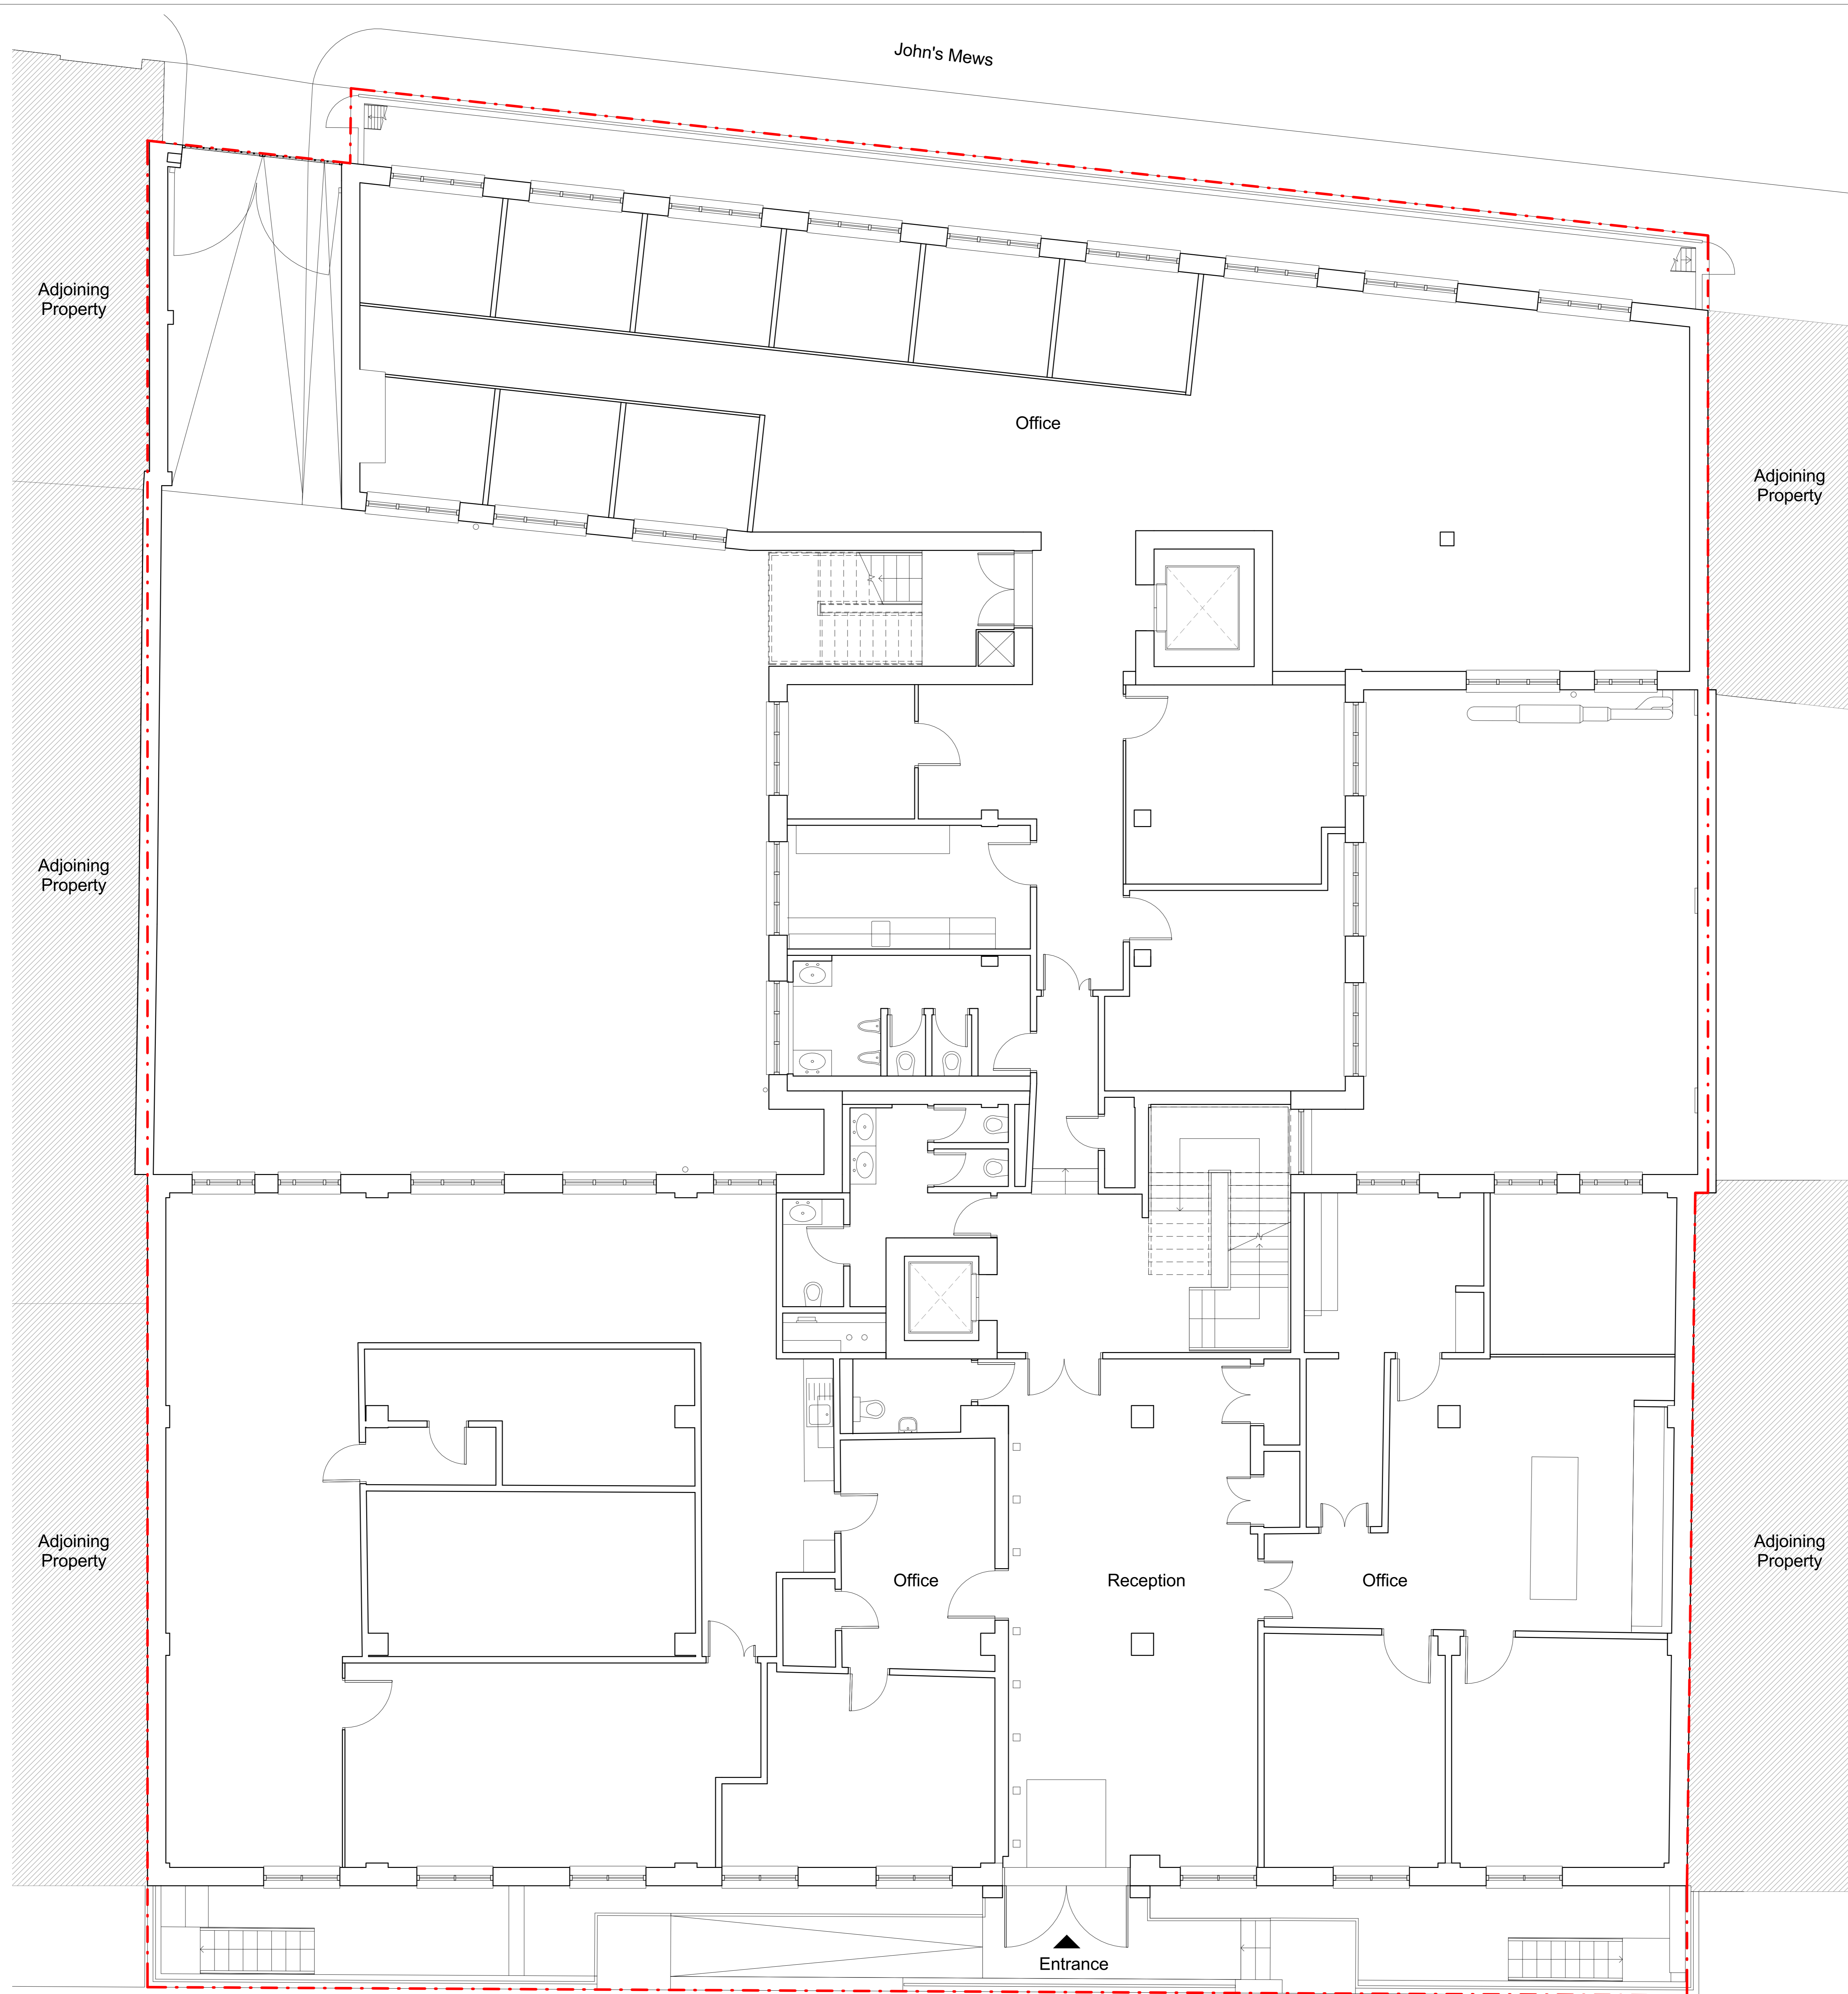 John's Mews
Adjoining
Property
Office
Adjoining
Property
Adjoining
Property
Adjoining
Property
Office
Reception
Office
Adjoining
Property
Entrance